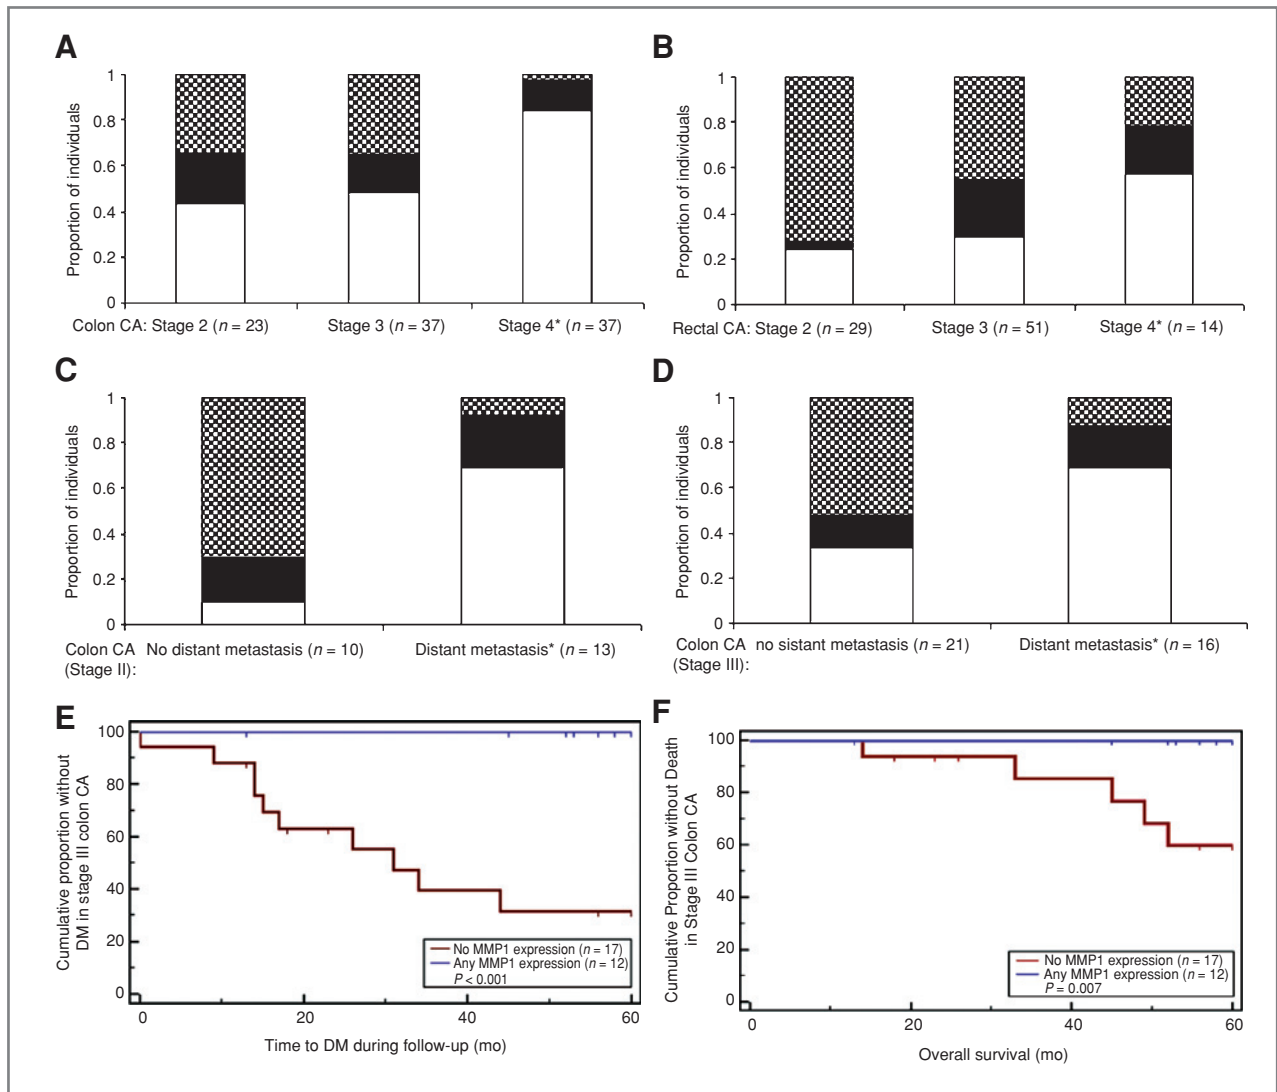 A
Proportion of individuals
1
0.8
0.6
0.4
0.2
0
Colon CA: Stage 2 (n = 23)
Stage 3 (n = 37)
Stage 4* (n = 37)
B
Proportion of individuals
1
0.8
0.6
0.4
0.2
0
Rectal CA: Stage 2 (n = 29)
Stage 3 (n = 51)
Stage 4* (n = 14)
C
Proportion of individuals
1
0.8
0.6
0.4
0.2
0
Colon CA
(Stage II):
No distant metastasis (n = 10)
Distant metastasis* (n = 13)
D
Proportion of individuals
1
0.8
0.6
0.4
0.2
0
Colon CA
(Stage III):
no sistant metastasis (n = 21)
Distant metastasis* (n = 16)
E
Cumulative proportion without
DM in stage III colon CA
100
80
60
40
20
0
No MMP1 expression (n = 17)
Any MMP1 expression (n = 12)
P < 0.001
0
20
40
60
Time to DM during follow-up (mo)
F
Cumulative Proportion without Death
in Stage III Colon CA
100
80
60
40
20
0
No MMP1 expression (n = 17)
Any MMP1 expression (n = 12)
P = 0.007
0
20
40
60
Overall survival (mo)